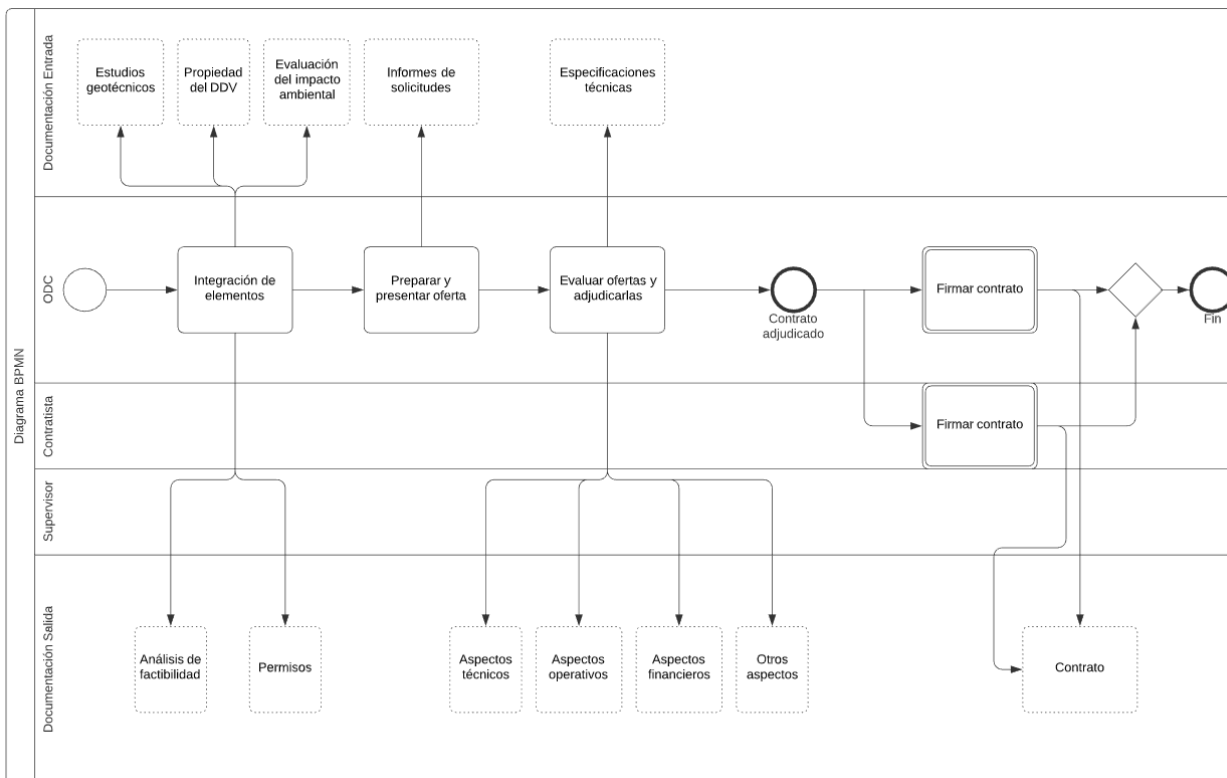 Diagrama BPMN
Documentación Entrada
Estudios
geotécnicos
Propiedad
del DDV
Evaluación
del impacto
ambiental
Informes de
solicitudes
Especificaciones
técnicas
ODC
Integración de
elementos
Preparar y
presentar oferta
Evaluar ofertas y
adjudicarlas
Contrato
adjudicado
Firmar contrato
Fin
Contratista
Firmar contrato
Supervisor
Documentación Salida
Análisis de
factibilidad
Permisos
Aspectos
técnicos
Aspectos
operativos
Aspectos
financieros
Otros
aspectos
Contrato